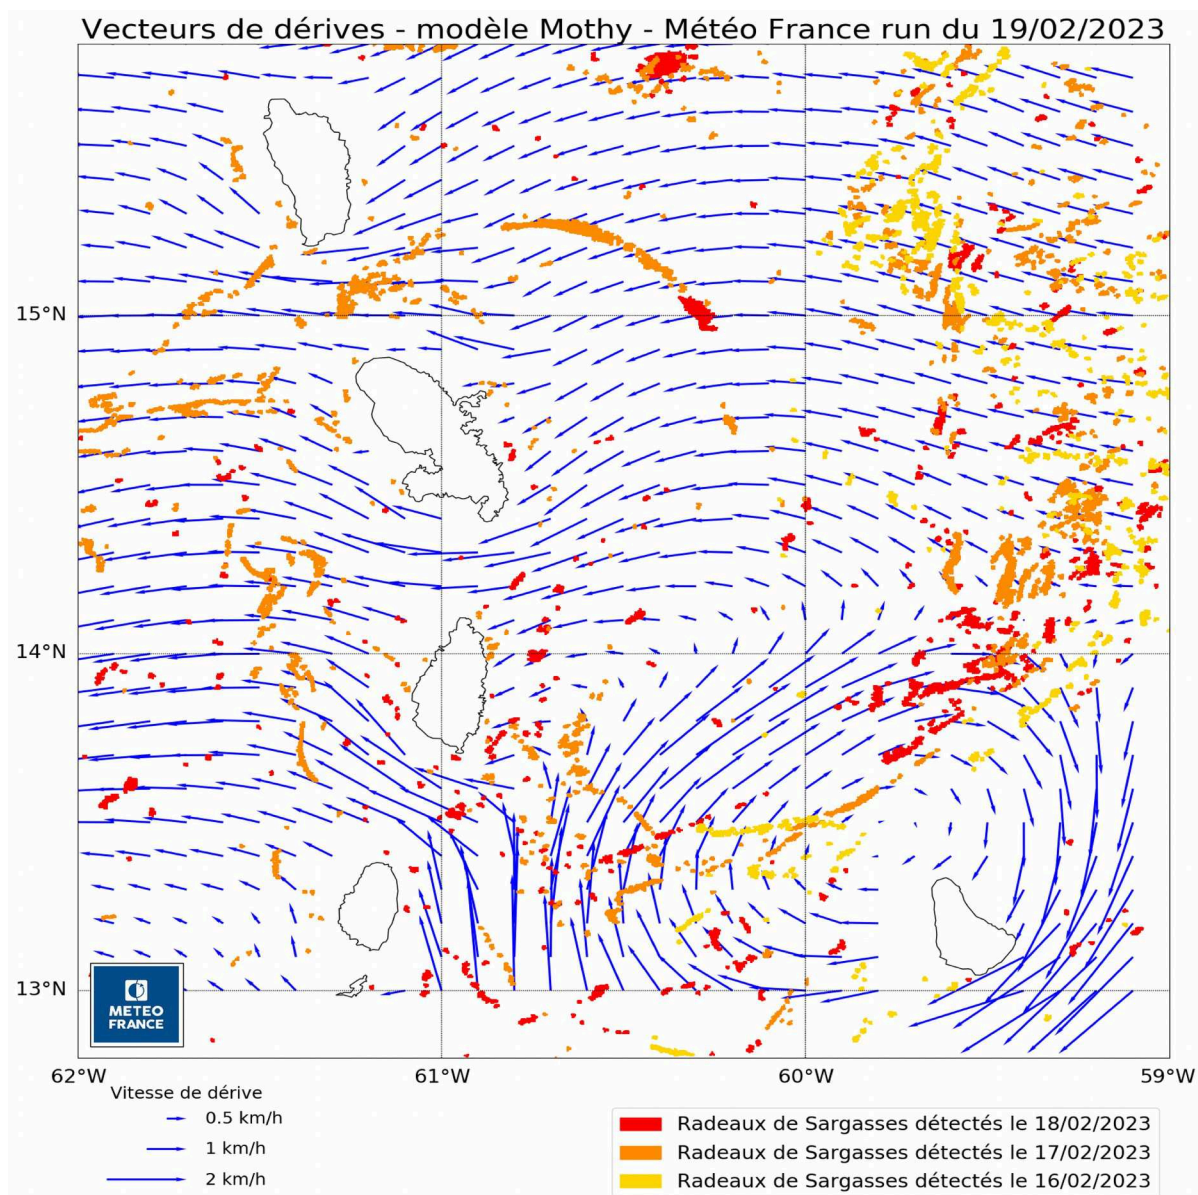 Vecteurs de dérives - modèle Mothy - Météo France run du 19/02/2023
15°N
14°N
13°N
METEO
FRANCE
62°W
61°W
60°W
59°W
Vitesse de dérive
0.5 km/h
1 km/h
2 km/h
Radeaux de Sargasses détectés le 18/02/2023
Radeaux de Sargasses détectés le 17/02/2023
Radeaux de Sargasses détectés le 16/02/2023